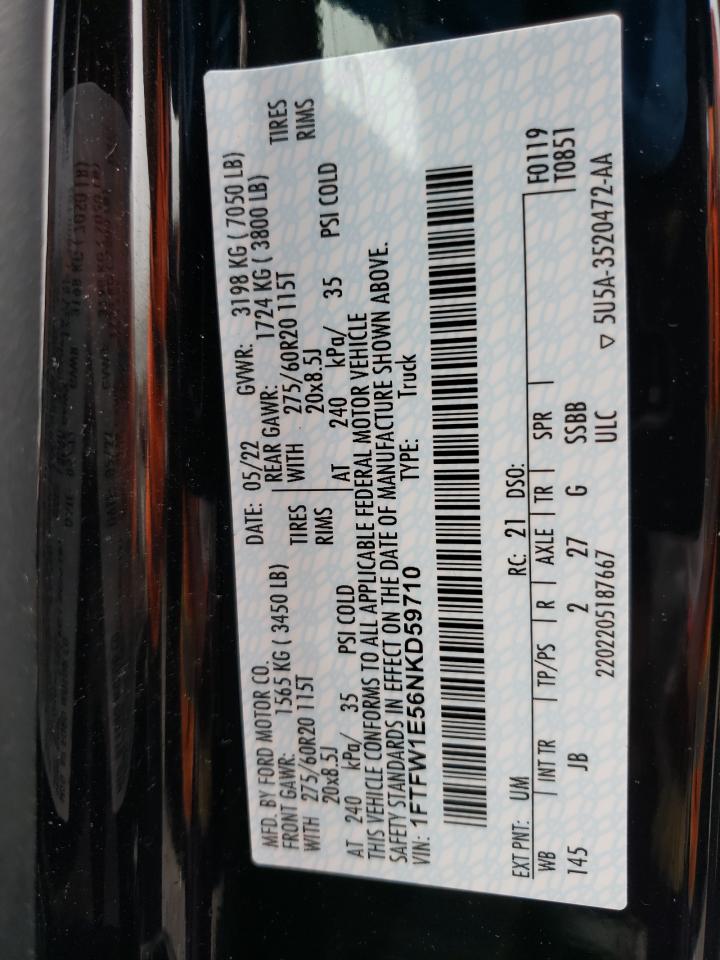 MFD. BY FORD MOTOR CO. DATE: 05/22 GVWR: 3198 KG ( 7050 LB)
FRONT GAWR: 1565 KG ( 3450 LB) REAR GAWR: 1724 KG ( 3800 LB)
WITH 275/60R20 115T TIRES WITH 275/60R20 115T TIRES
20x8.5J RIMS 20x8.5J RIMS
AT 240 kPa/ 35 PSI COLD AT 240 kPa/ 35 PSI COLD
THIS VEHICLE CONFORMS TO ALL APPLICABLE FEDERAL MOTOR VEHICLE
SAFETY STANDARDS IN EFFECT ON THE DATE OF MANUFACTURE SHOWN ABOVE.
VIN: 1FTFW1E56NKD59710 TYPE: Truck
EXT PNT: UM RC: 21 DSO: F0119
WB INT TR TP/PS R AXLE TR SPR T0851
145 JB 2 27 G SSBB
2202205187667 ULC ▽ 5U5A-3520472-AA